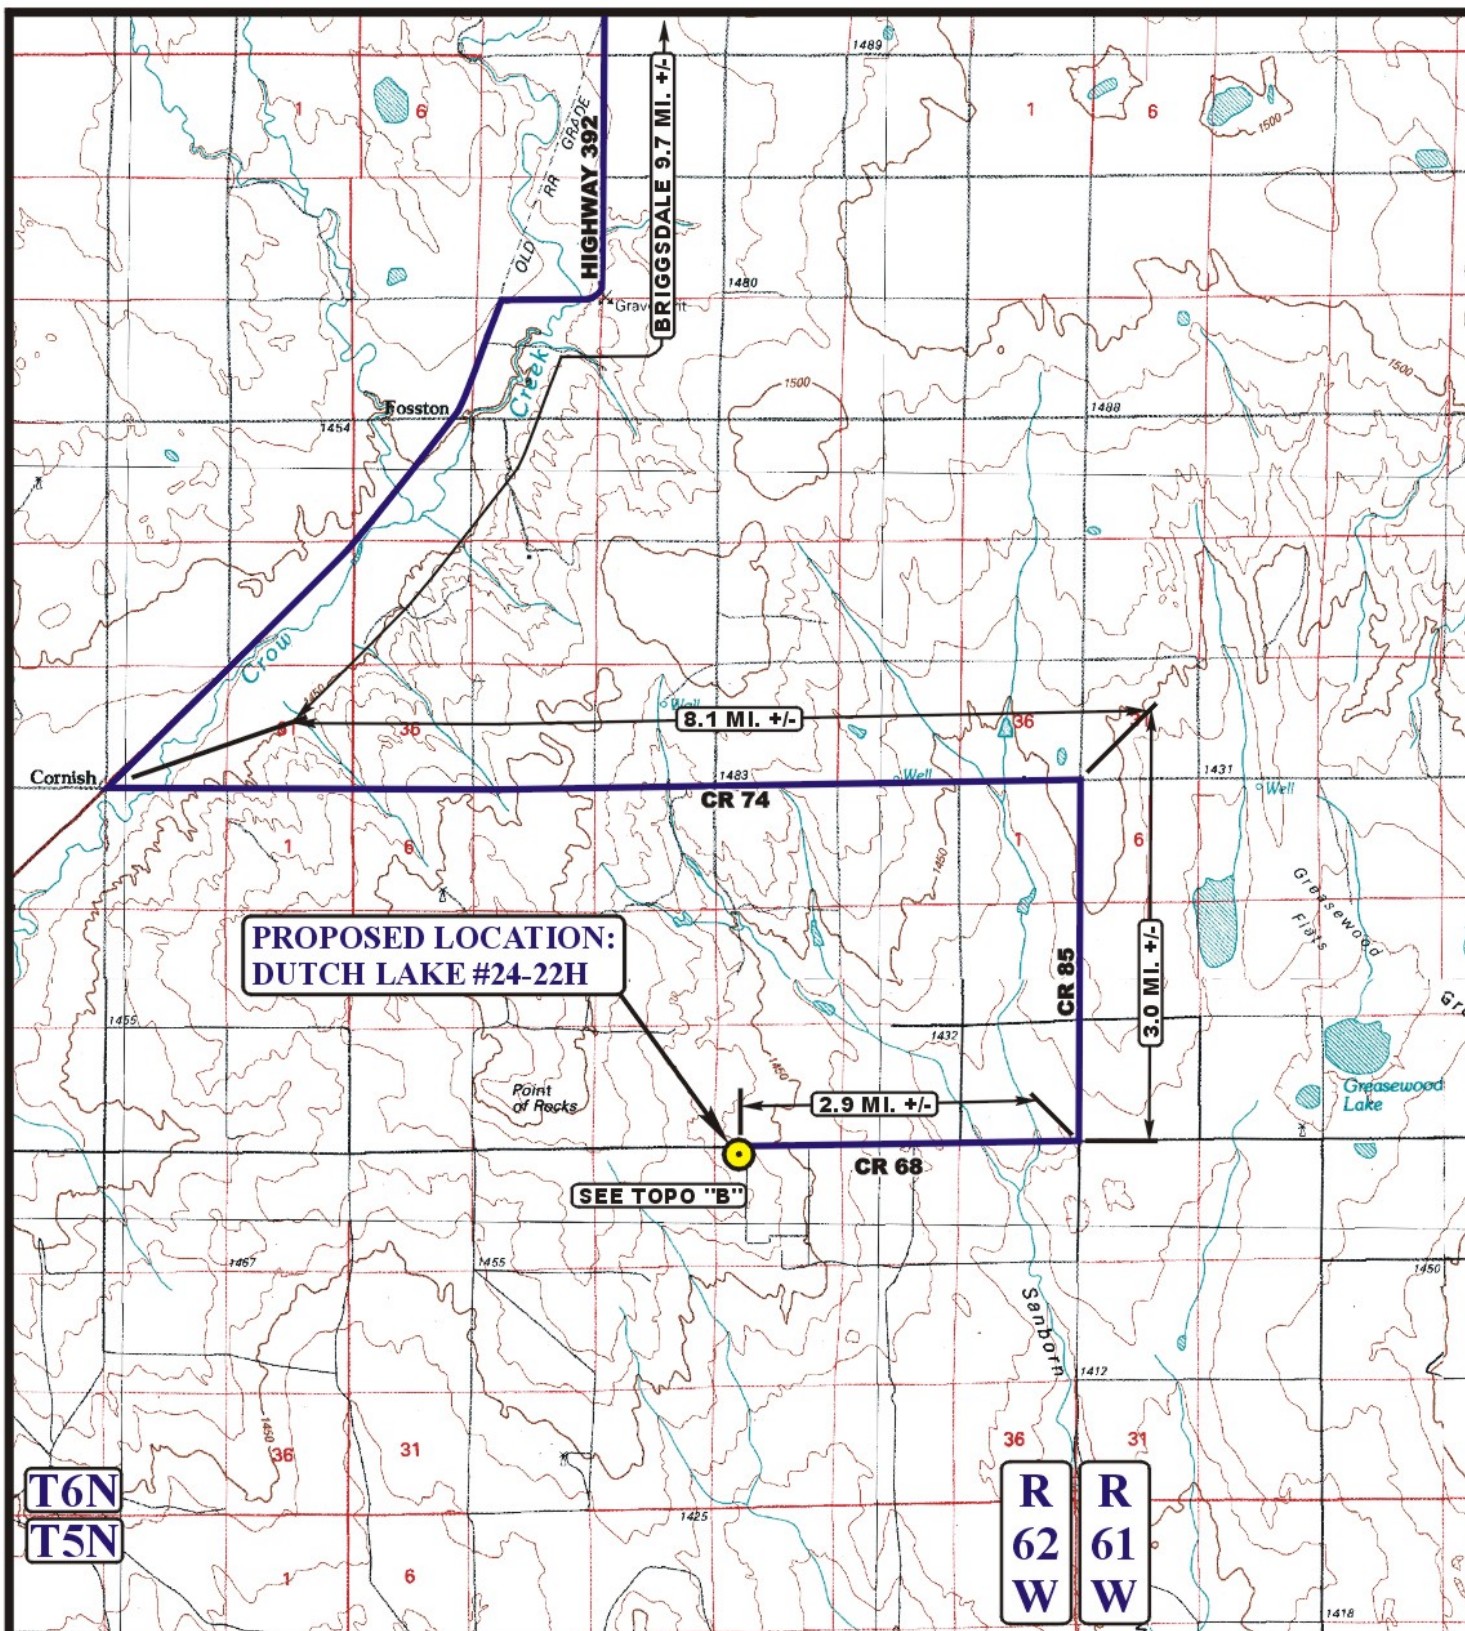 1489
1
6
1
6
1500
OLD RR GRADE
HIGHWAY 392
BRIGGSDALE 9.7 MI. +/-
1480
Creek
1500
1500
Fosston
1454
1488
Crow
1450
Well
31
36
8.1 MI. +/-
36
Cornish
1483
Well
1431
Well
CR 74
1
6
1450
1
6
Greasewood
Flats
PROPOSED LOCATION:
DUTCH LAKE #24-22H
CR 85
3.0 MI. +/-
1455
1432
1450
Point
of Rocks
2.9 MI. +/-
Greasewood
Lake
CR 68
SEE TOPO "B"
1467
1455
1450
Sanborn
1412
1450
36
31
36
31
T6N
T5N
1425
R
62
W
R
61
W
1
6
1418